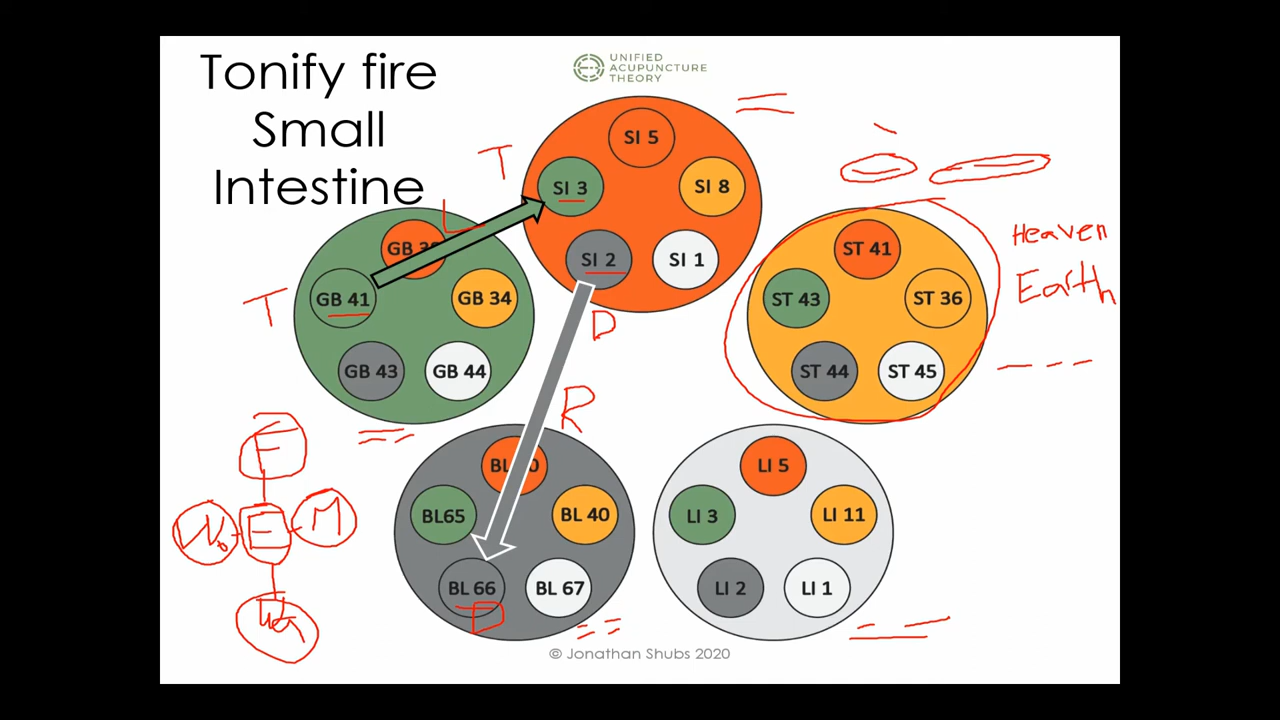 Tonify fire
Small
Intestine
UNIFIED
ACUPUNCTURE
THEORY
SI 5
SI 3
SI 8
SI 2
SI 1
T
T
L
GB 41
GB 34
GB 43
GB 44
ST 41
ST 43
ST 36
ST 44
ST 45
Heaven
Earth
D
R
BL65
BL 40
BL 66
BL 67
D
LI 5
LI 3
LI 11
LI 2
LI 1
F
E
M
© Jonathan Shubs 2020